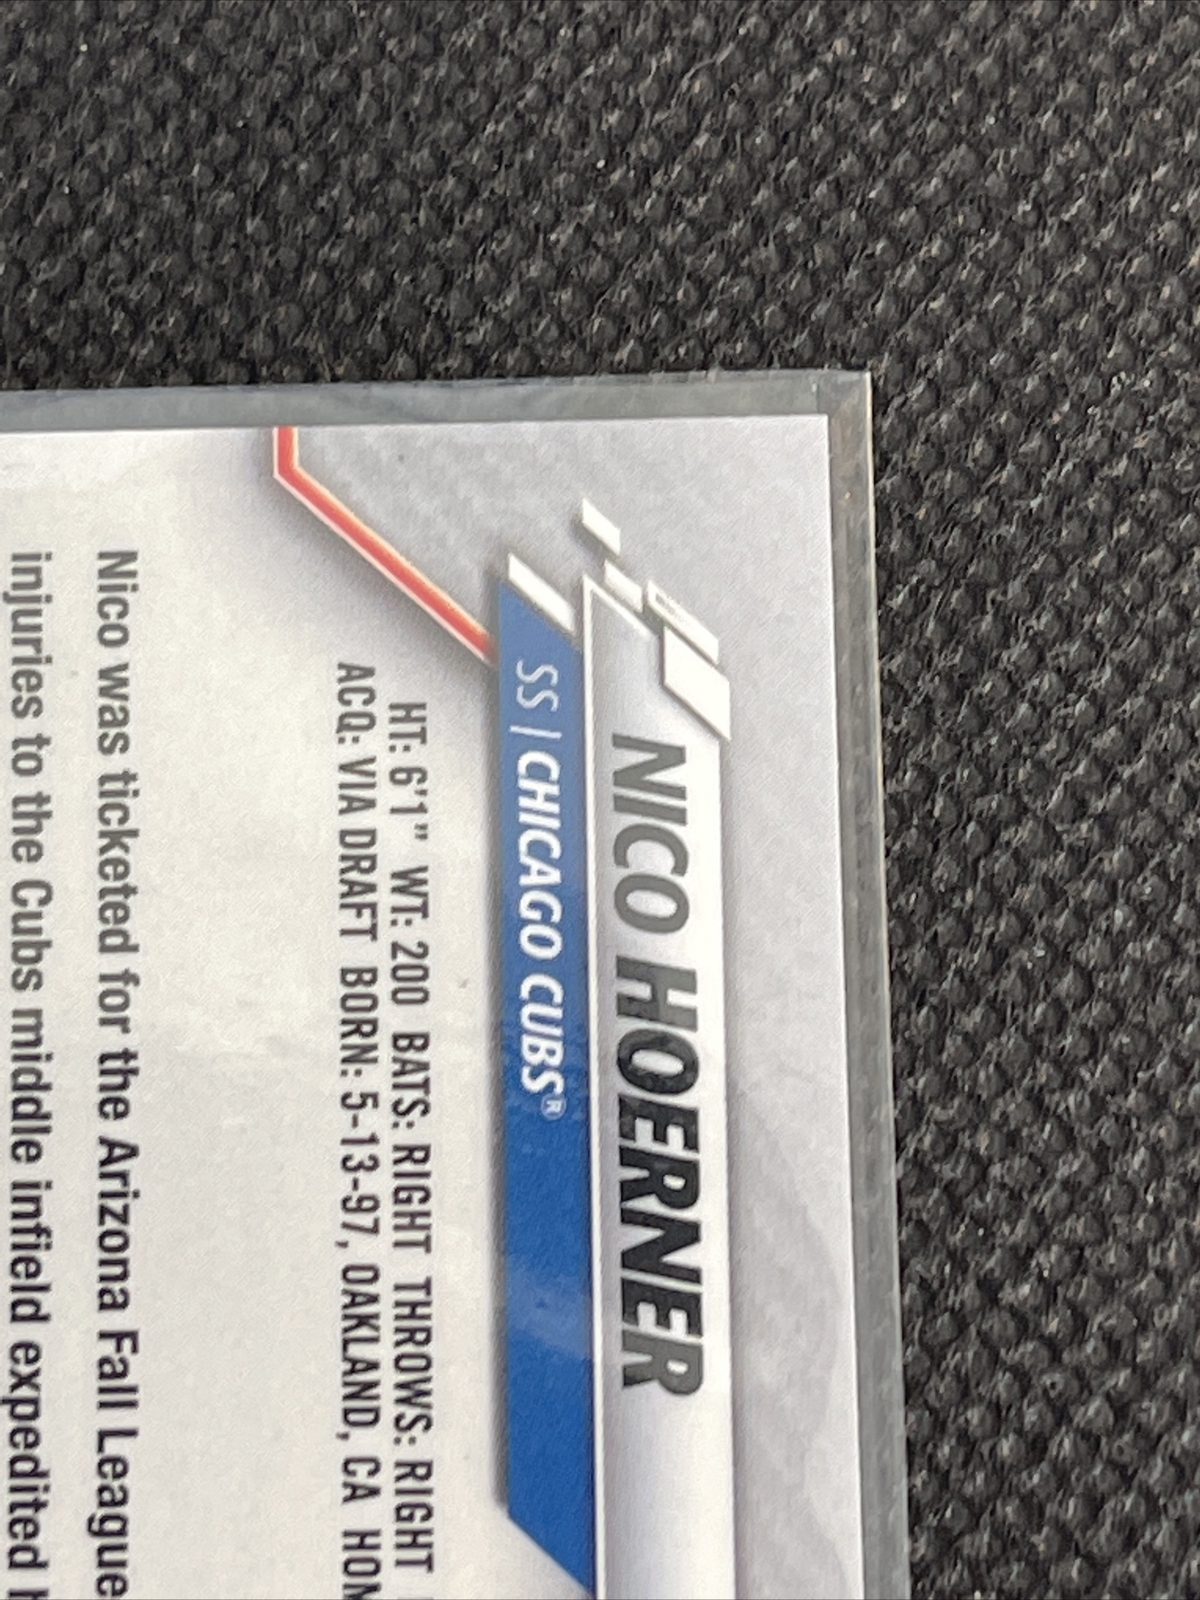 NICO HOERNER
SS | CHICAGO CUBS®
HT: 6'1" WT: 200 BATS: RIGHT THROWS: RIGHT
ACQ: VIA DRAFT BORN: 5-13-97, OAKLAND, CA
Nico was ticketed for the Arizona Fall League
injuries to the Cubs middle infield expedited